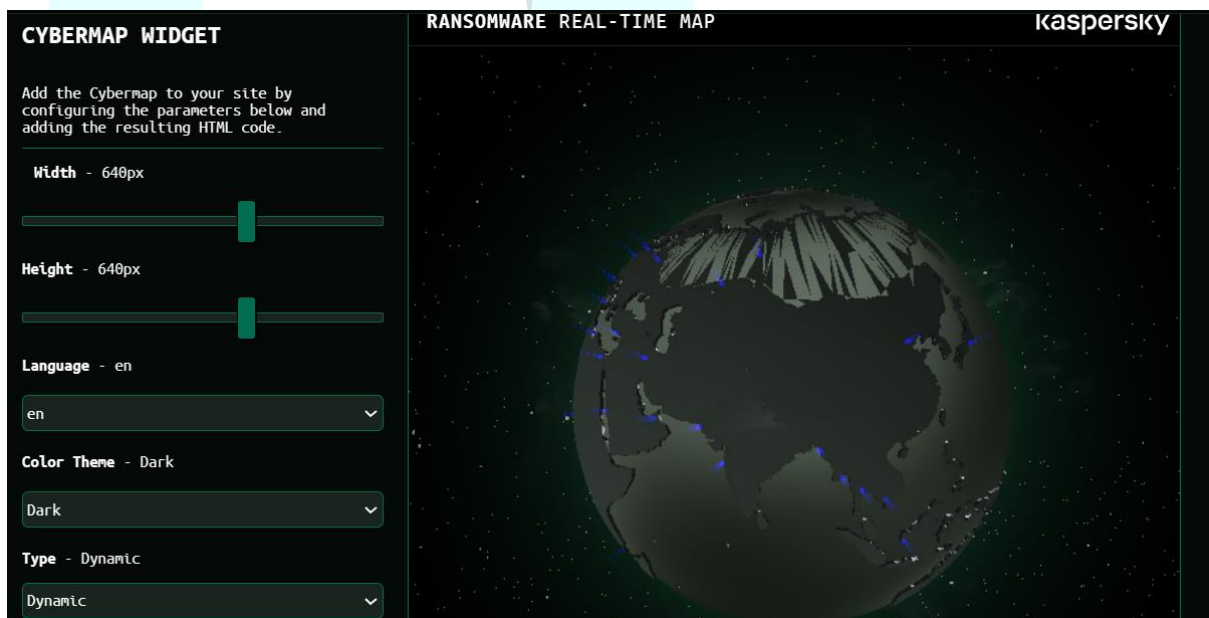 CYBERMAP WIDGET
Add the Cybermap to your site by
configuring the parameters below and
adding the resulting HTML code.
Width - 640px
Height - 640px
Language - en
en
Color Theme - Dark
Dark
Type - Dynamic
Dynamic
RANSOMWARE REAL-TIME MAP
kaspersky